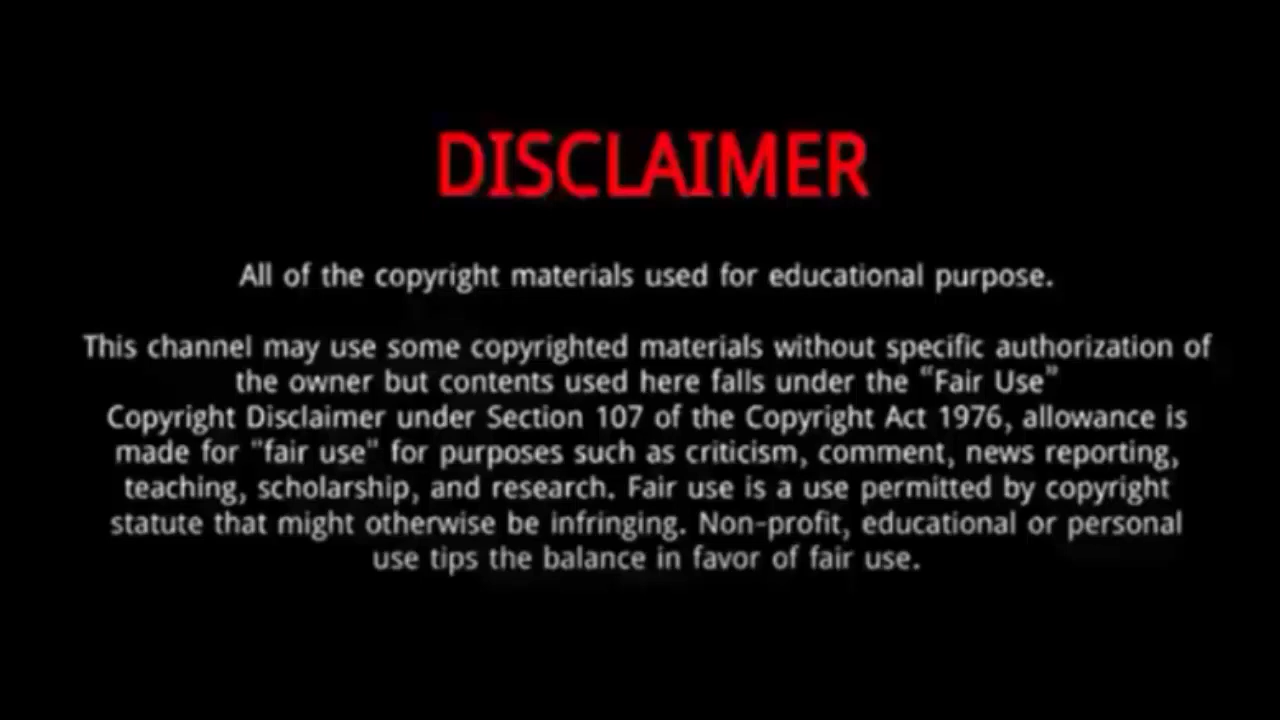 DISCLAIMER
All of the copyright materials used for educational purpose.
This channel may use some copyrighted materials without specific authorization of
the owner but contents used here falls under the “Fair Use”
Copyright Disclaimer under Section 107 of the Copyright Act 1976, allowance is
made for "fair use" for purposes such as criticism, comment, news reporting,
teaching, scholarship, and research. Fair use is a use permitted by copyright
statute that might otherwise be infringing. Non-profit, educational or personal
use tips the balance in favor of fair use.